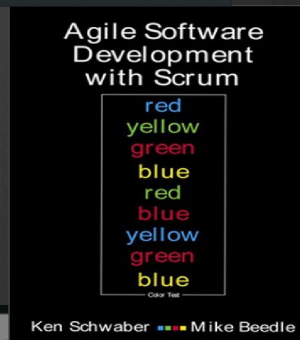 Agile Software
Development
with Scrum
red
yellow
green
blue
red
blue
yellow
green
blue
Color Test
Ken Schwaber Mike Beedle